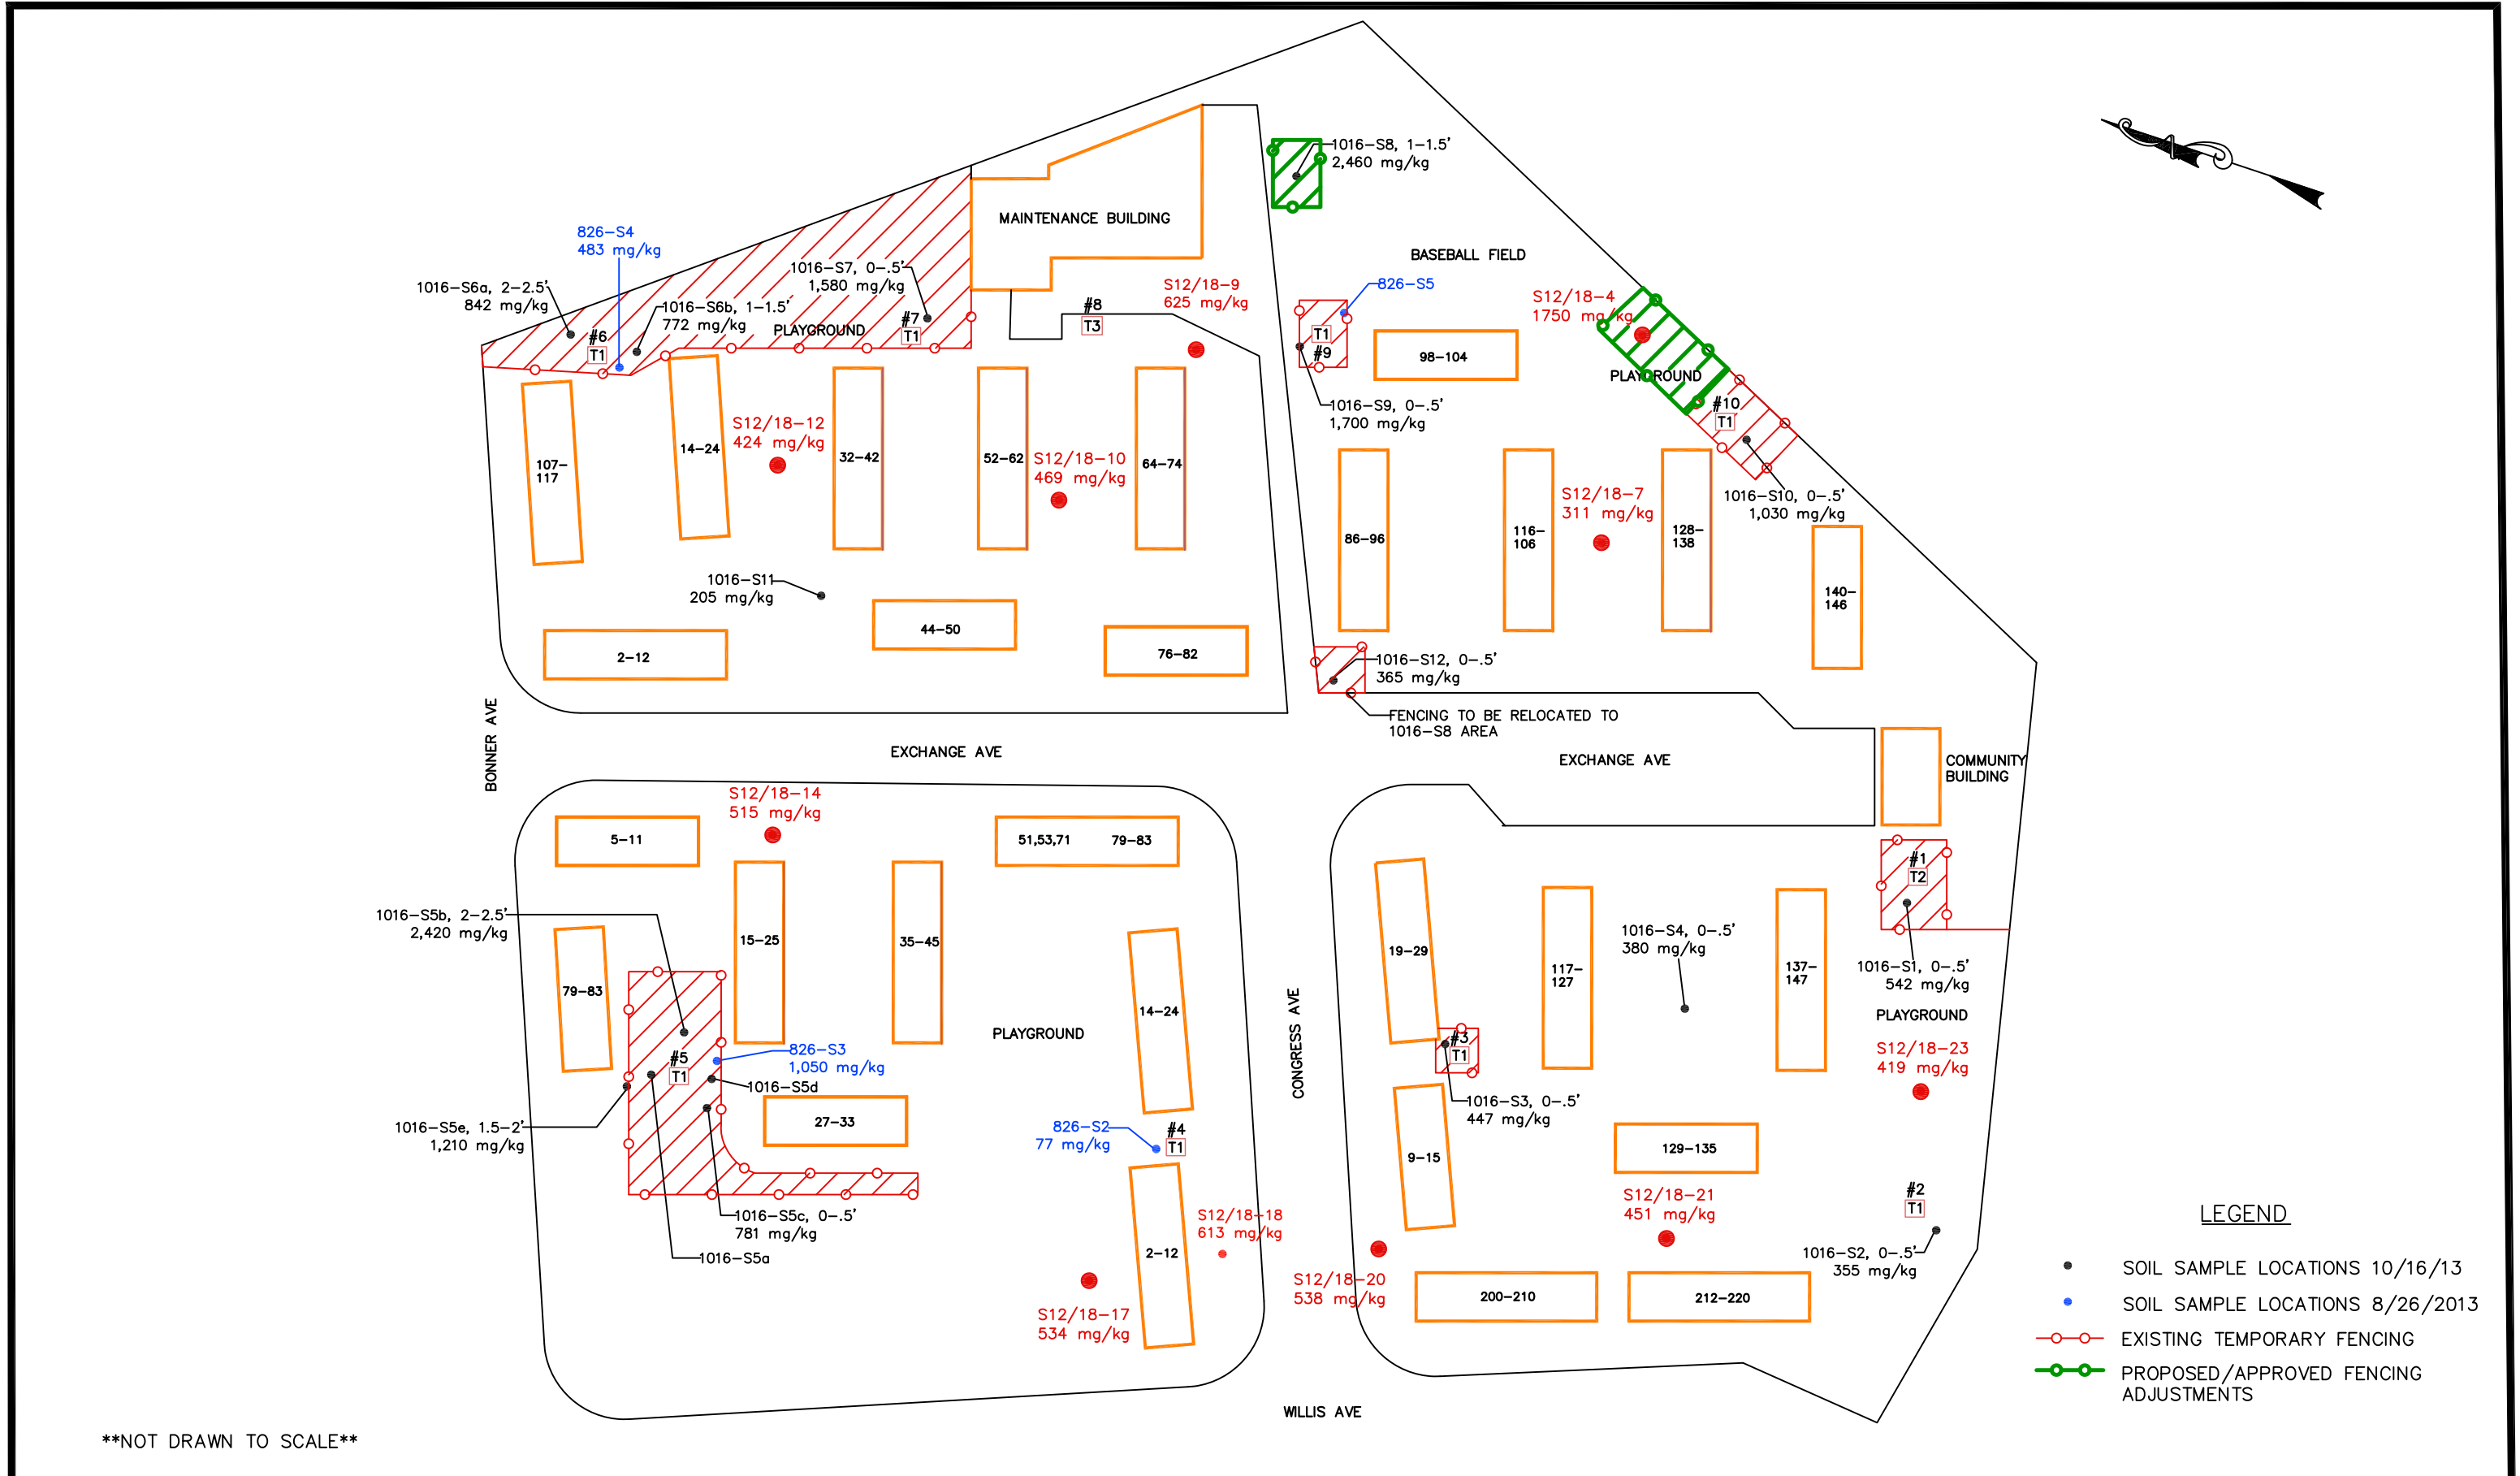 1016-S8, 1-1.5'
2,460 mg/kg
MAINTENANCE BUILDING
826-S4
483 mg/kg
BASEBALL FIELD
1016-S7, 0-.5'
1,580 mg/kg
1016-S6a, 2-2.5'
842 mg/kg
1016-S6b, 1-1.5'
772 mg/kg
PLAYGROUND
#6
T1
#7
T1
#8
T3
S12/18-9
625 mg/kg
826-S5
T1
#9
98-104
S12/18-4
1750 mg/kg
PLAYGROUND
#10
T1
1016-S9, 0-.5'
1,700 mg/kg
107-
117
14-24
S12/18-12
424 mg/kg
32-42
52-62
S12/18-10
469 mg/kg
64-74
86-96
116-
106
S12/18-7
311 mg/kg
128-
138
1016-S10, 0-.5'
1,030 mg/kg
140-
146
1016-S11
205 mg/kg
2-12
44-50
76-82
1016-S12, 0-.5'
365 mg/kg
FENCING TO BE RELOCATED TO
1016-S8 AREA
BONNER AVE
EXCHANGE AVE
EXCHANGE AVE
COMMUNITY
BUILDING
S12/18-14
515 mg/kg
5-11
51,53,71 79-83
#1
T2
1016-S5b, 2-2.5'
2,420 mg/kg
15-25
35-45
79-83
PLAYGROUND
14-24
CONGRESS AVE
19-29
117-
127
1016-S4, 0-.5'
380 mg/kg
137-
147
1016-S1, 0-.5'
542 mg/kg
PLAYGROUND
S12/18-23
419 mg/kg
#5
T1
826-S3
1,050 mg/kg
1016-S5d
#3
T1
1016-S3, 0-.5'
447 mg/kg
1016-S5e, 1.5-2'
1,210 mg/kg
27-33
826-S2
77 mg/kg
#4
T1
9-15
129-135
1016-S5c, 0-.5'
781 mg/kg
1016-S5a
S12/18-18
613 mg/kg
2-12
S12/18-17
534 mg/kg
S12/18-20
538 mg/kg
S12/18-21
451 mg/kg
200-210
212-220
#2
T1
1016-S2, 0-.5'
355 mg/kg
LEGEND
SOIL SAMPLE LOCATIONS 10/16/13
SOIL SAMPLE LOCATIONS 8/26/2013
EXISTING TEMPORARY FENCING
PROPOSED/APPROVED FENCING
ADJUSTMENTS
WILLIS AVE
**NOT DRAWN TO SCALE**